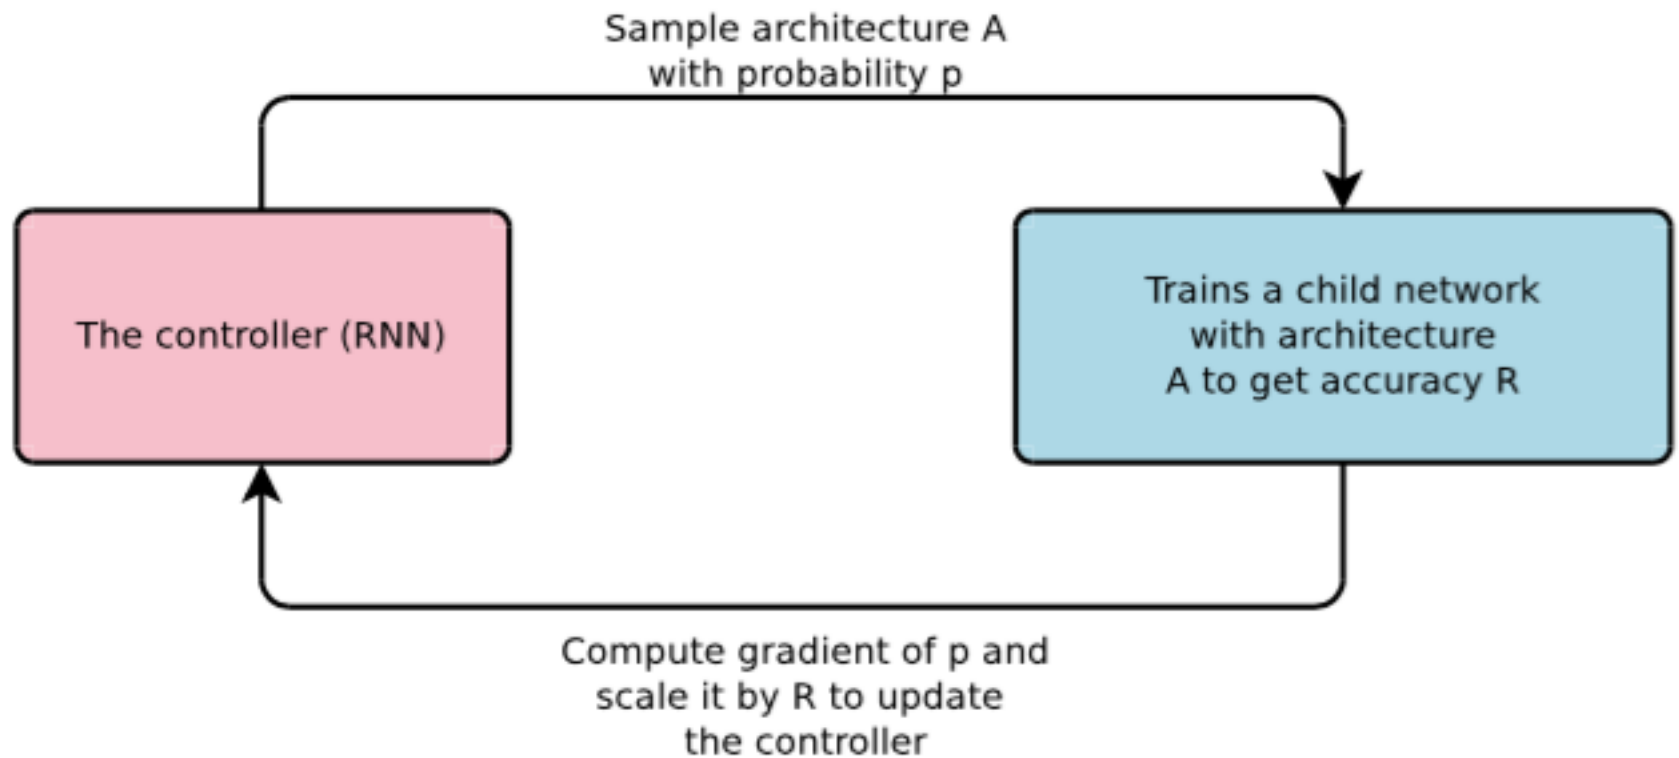 Sample architecture A
with probability p
The controller (RNN)
Trains a child network
with architecture
A to get accuracy R
Compute gradient of p and
scale it by R to update
the controller